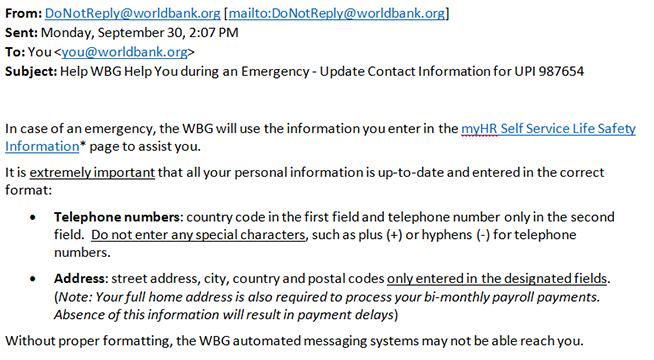 From: DoNotReply@worldbank.org [mailto:DoNotReply@worldbank.org]
Sent: Monday, September 30, 2:07 PM
To: You <you@worldbank.org>
Subject: Help WBG Help You during an Emergency - Update Contact Information for UPI 987654
In case of an emergency, the WBG will use the information you enter in the myHR Self Service Life Safety
Information* page to assist you.
It is extremely important that all your personal information is up-to-date and entered in the correct
format:
• Telephone numbers: country code in the first field and telephone number only in the second
field. Do not enter any special characters, such as plus (+) or hyphens (-) for telephone
numbers.
• Address: street address, city, country and postal codes only entered in the designated fields.
(Note: Your full home address is also required to process your bi-monthly payroll payments.
Absence of this information will result in payment delays)
Without proper formatting, the WBG automated messaging systems may not be able reach you.